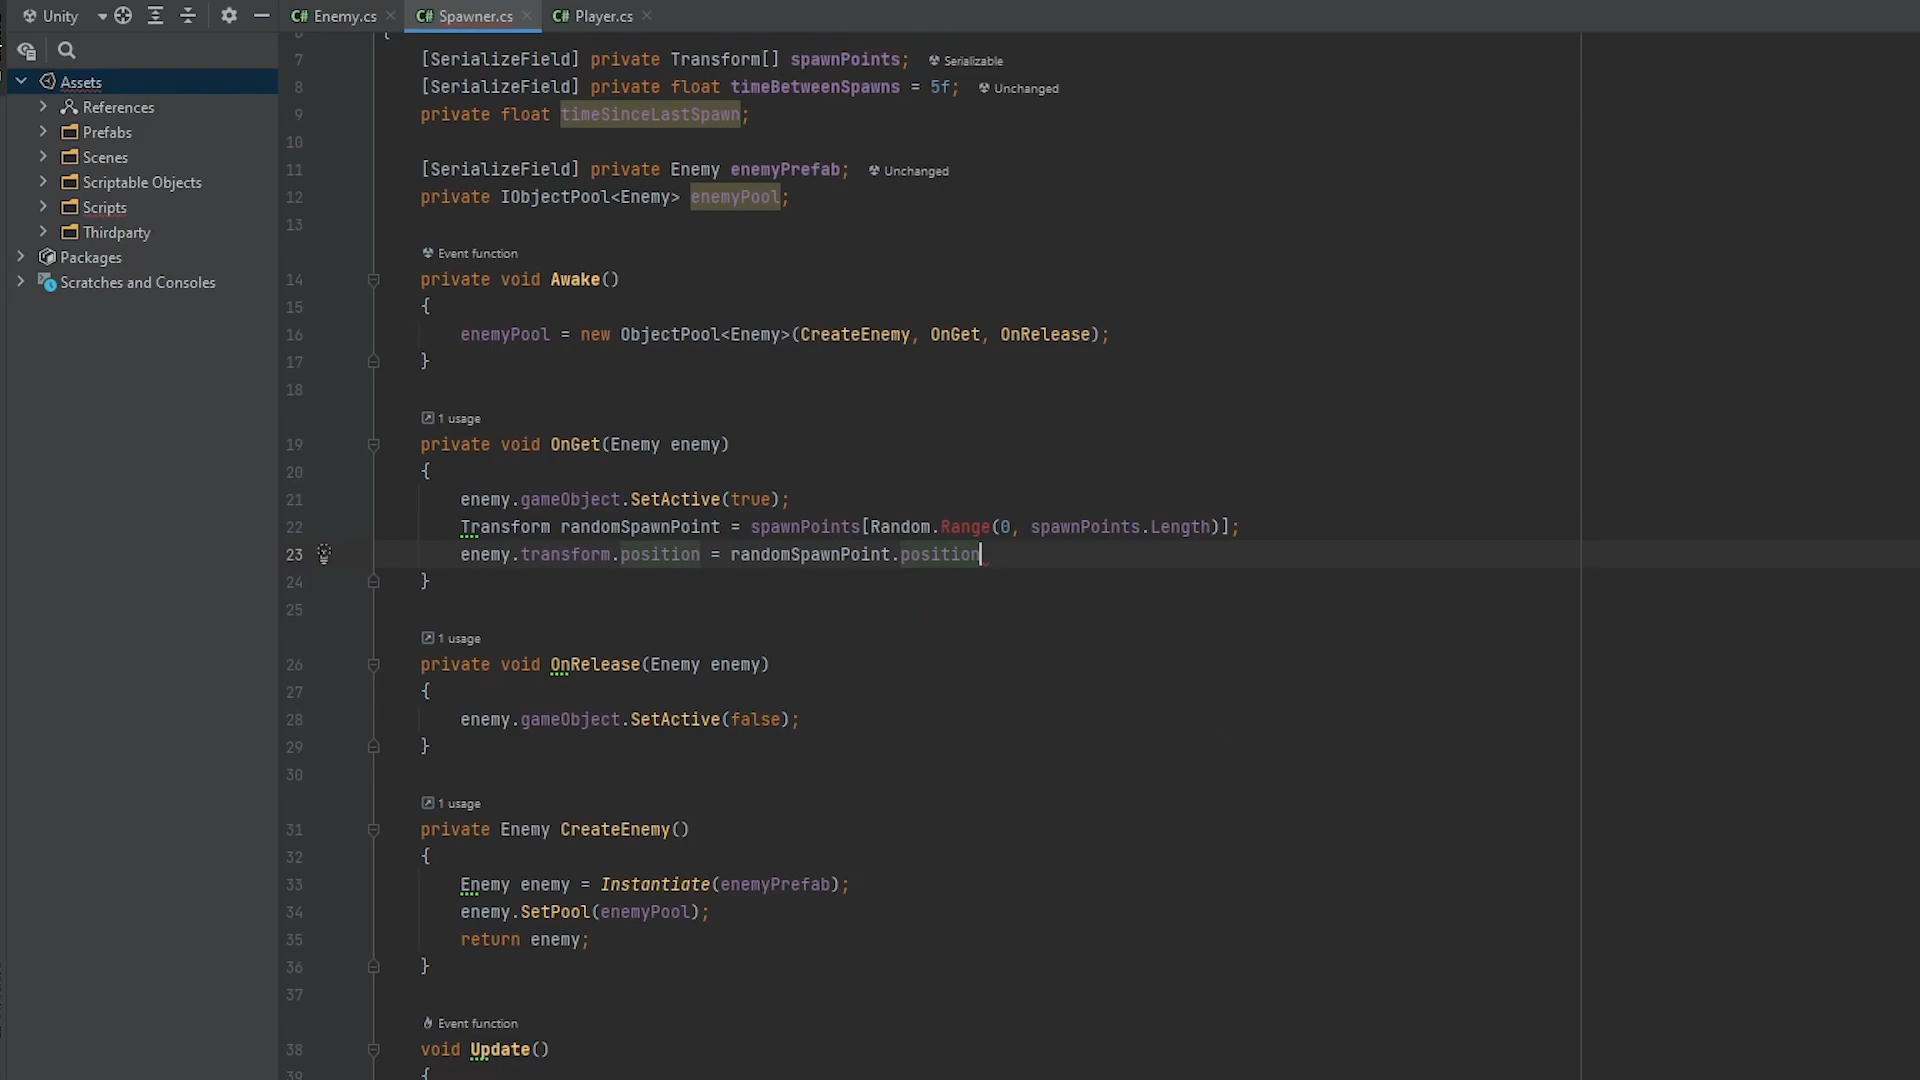 Unity
Enemy.cs
Spawner.cs
Player.cs
Assets
References
Prefabs
Scenes
Scriptable Objects
Scripts
Thirdparty
Packages
Scratches and Consoles
6 {
7 [SerializeField] private Transform[] spawnPoints; Serializable
8 [SerializeField] private float timeBetweenSpawns = 5f; Unchanged
9 private float timeSinceLastSpawn;
10
11 [SerializeField] private Enemy enemyPrefab; Unchanged
12 private IObjectPool<Enemy> enemyPool;
13
Event function
14 private void Awake()
15 {
16 enemyPool = new ObjectPool<Enemy>(CreateEnemy, OnGet, OnRelease);
17 }
18
1 usage
19 private void OnGet(Enemy enemy)
20 {
21 enemy.gameObject.SetActive(true);
22 Transform randomSpawnPoint = spawnPoints[Random.Range(0, spawnPoints.Length)];
23 enemy.transform.position = randomSpawnPoint.position
24 }
25
1 usage
26 private void OnRelease(Enemy enemy)
27 {
28 enemy.gameObject.SetActive(false);
29 }
30
1 usage
31 private Enemy CreateEnemy()
32 {
33 Enemy enemy = Instantiate(enemyPrefab);
34 enemy.SetPool(enemyPool);
35 return enemy;
36 }
37
Event function
38 void Update()
39 {